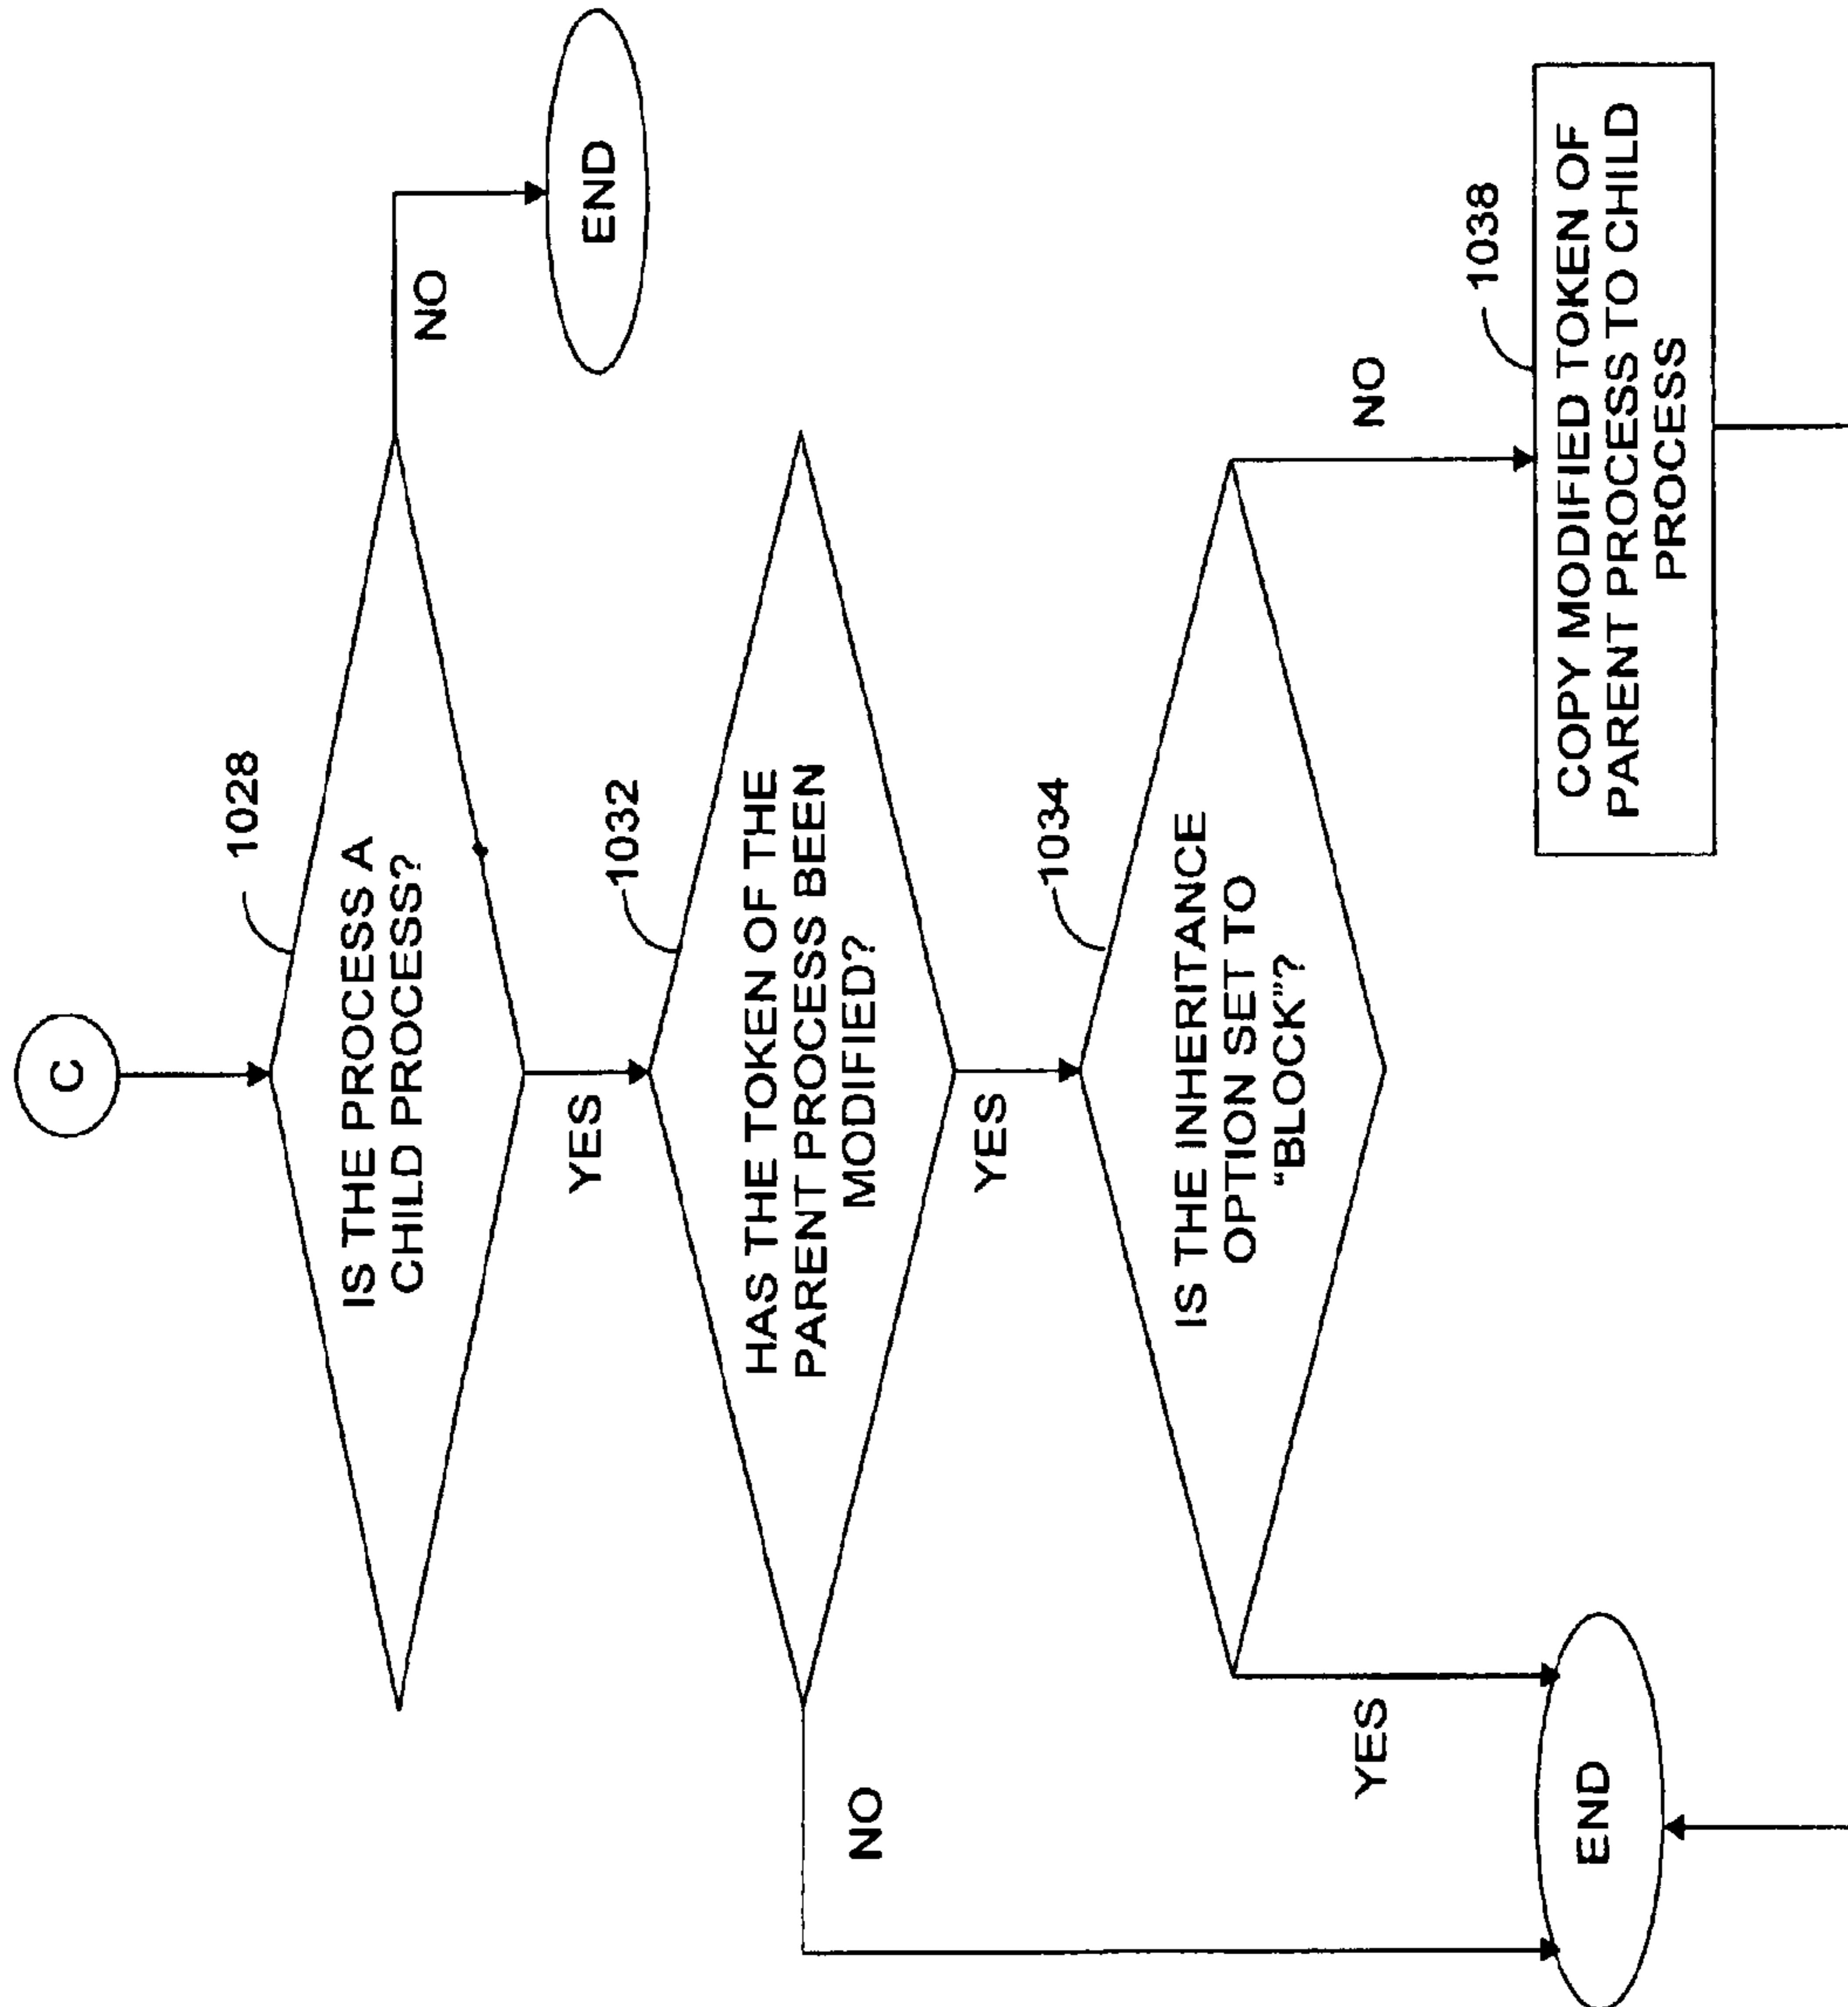 C
1028
IS THE PROCESS A
CHILD PROCESS?
NO
END
YES
1032
HAS THE TOKEN OF THE
PARENT PROCESS BEEN
MODIFIED?
NO
YES
1034
IS THE INHERITANCE
OPTION SET TO
“BLOCK”?
YES
NO
1038
COPY MODIFIED TOKEN OF
PARENT PROCESS TO CHILD
PROCESS
END